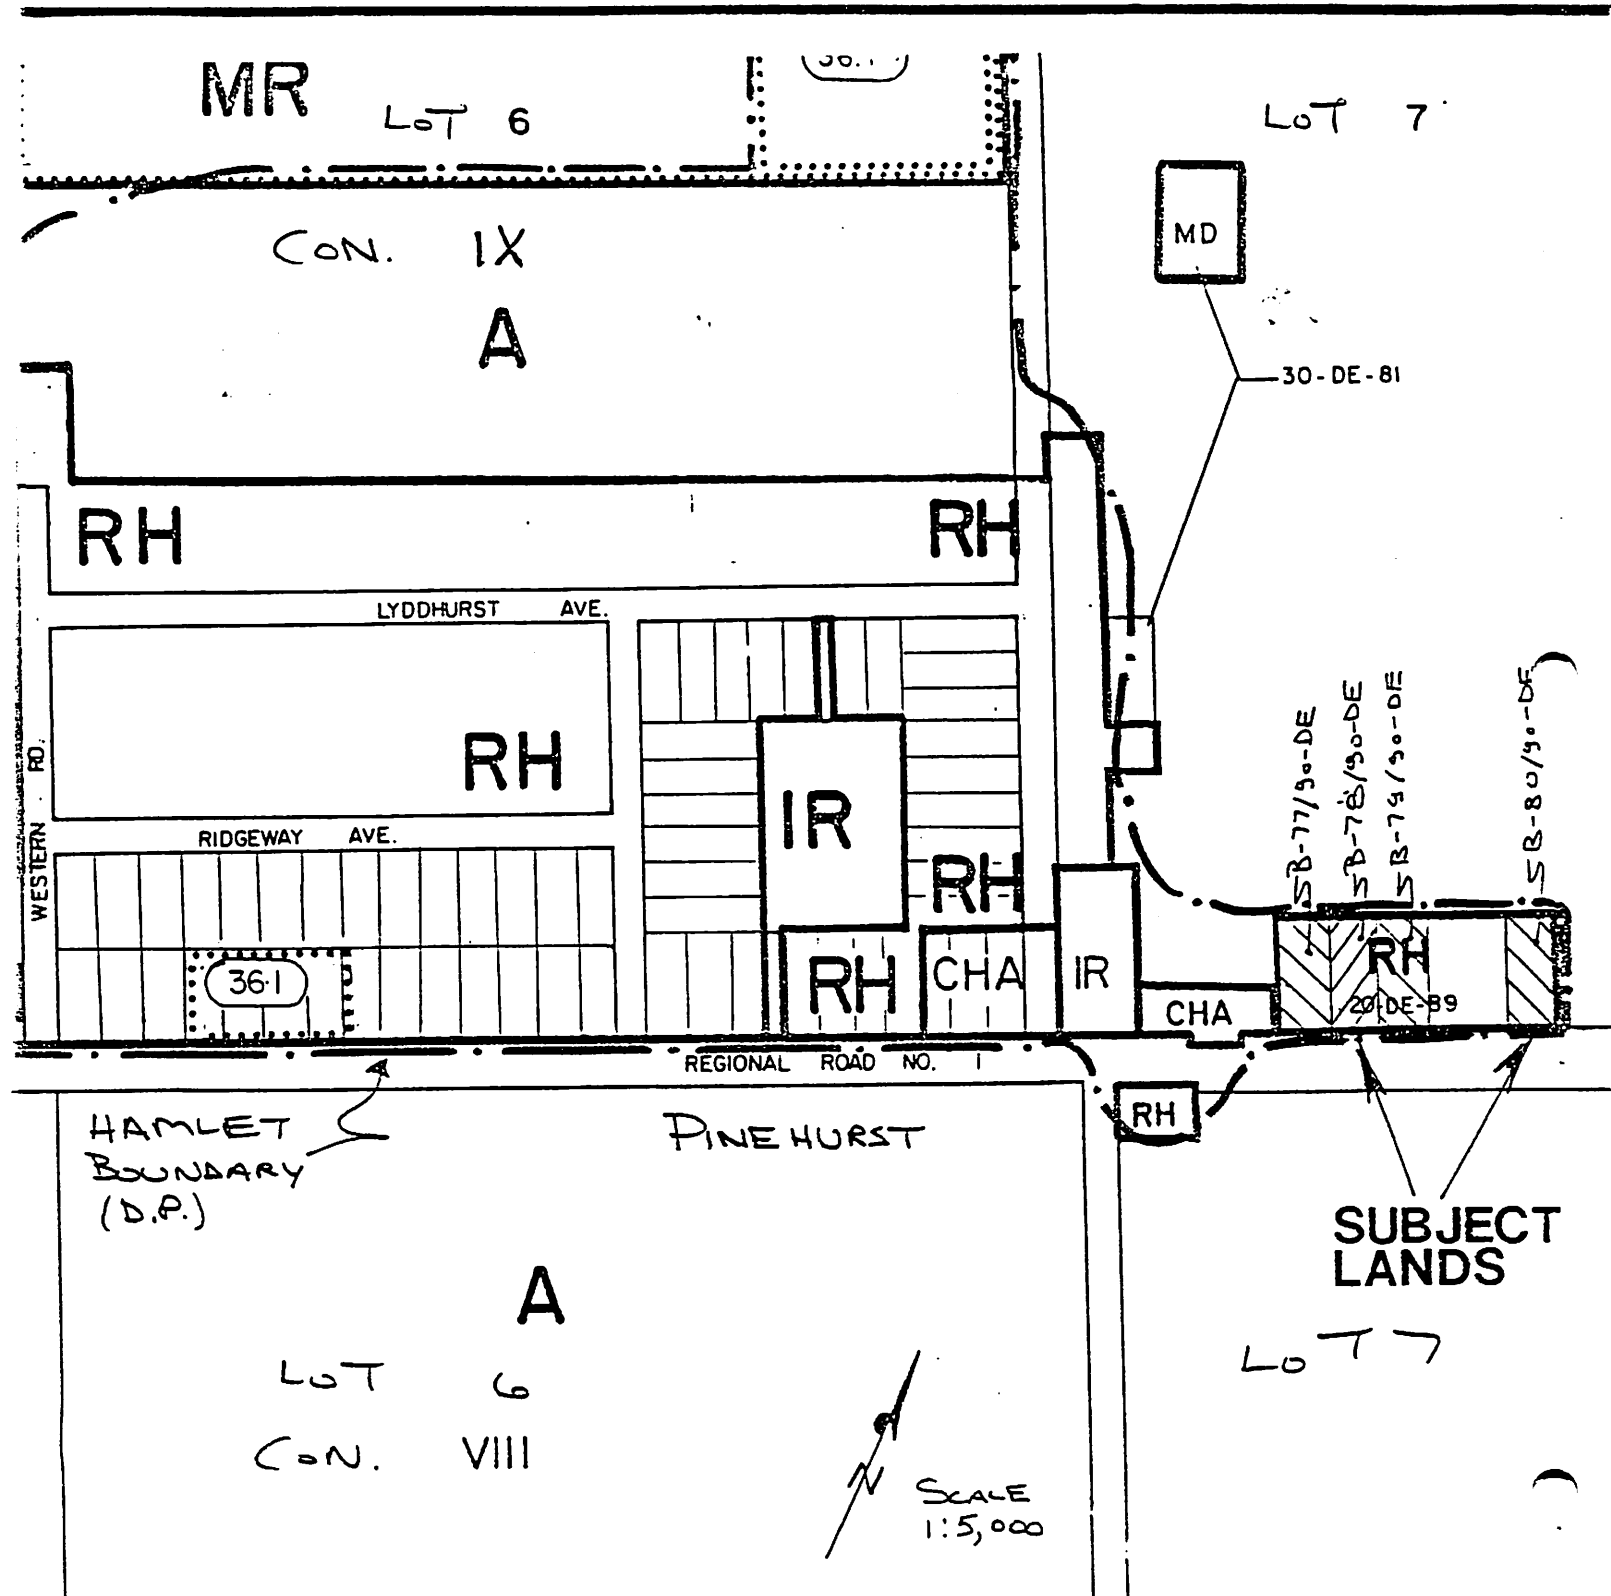 MR
LOT 6
LOT 7
MD
CON. IX
A
30-DE-81
RH
RH
LYDDHURST AVE.
RH
IR
RIDGEWAY AVE.
WESTERN RD.
RH
SB-77/90-DE
SB-78/90-DE
SB-79/90-DE
SB-80/90-DE
36.1
RH
CHA
IR
CHA
RH
20-DE-89
REGIONAL ROAD NO. 1
HAMLET
BOUNDARY
(D.P.)
PINEHURST
RH
SUBJECT
LANDS
A
LOT 6
CON. VIII
LOT 7
N
SCALE
1:5,000